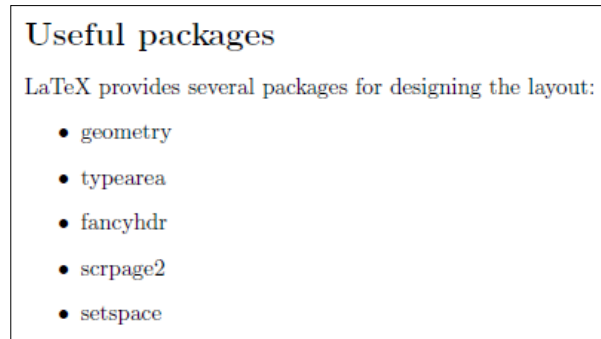 Useful packages
LaTeX provides several packages for designing the layout:
• geometry
• typearea
• fancyhdr
• scrpage2
• setspace